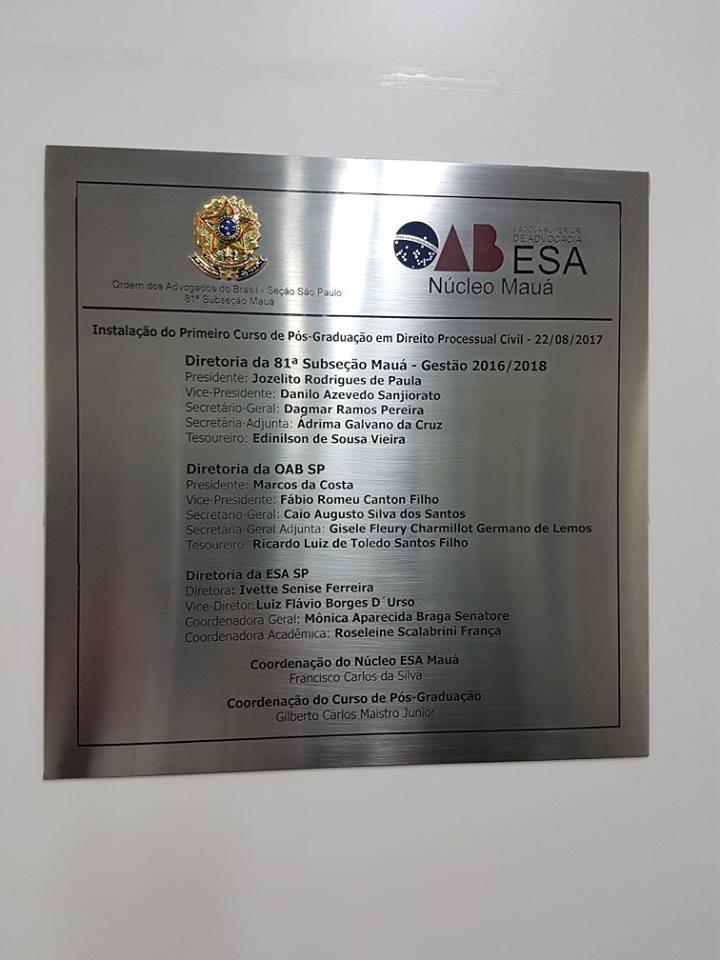 Ordem dos Advogados do Brasil - Seção São Paulo
81ª Subseção Mauá
OAB
ESCOLA SUPERIOR
DE ADVOCACIA
ESA
Núcleo Mauá
Instalação do Primeiro Curso de Pós-Graduação em Direito Processual Civil - 22/08/2017
Diretoria da 81ª Subseção Mauá - Gestão 2016/2018
Presidente: Jozelito Rodrigues de Paula
Vice-Presidente: Danilo Azevedo Sanjiorato
Secretário-Geral: Dagmar Ramos Pereira
Secretária-Adjunta: Ádrima Galvano da Cruz
Tesoureiro: Edinilson de Sousa Vieira
Diretoria da OAB SP
Presidente: Marcos da Costa
Vice-Presidente: Fábio Romeu Canton Filho
Secretário-Geral: Caio Augusto Silva dos Santos
Secretária-Geral Adjunta: Gisele Fleury Charmillot Germano de Lemos
Tesoureiro: Ricardo Luiz de Toledo Santos Filho
Diretoria da ESA SP
Diretora: Ivette Senise Ferreira
Vice-Diretor: Luiz Flávio Borges D´Urso
Coordenadora Geral: Mônica Aparecida Braga Senatore
Coordenadora Acadêmica: Roseleine Scalabrini França
Coordenação do Núcleo ESA Mauá
Francisco Carlos da Silva
Coordenação do Curso de Pós-Graduação
Gilberto Carlos Maistro Junior